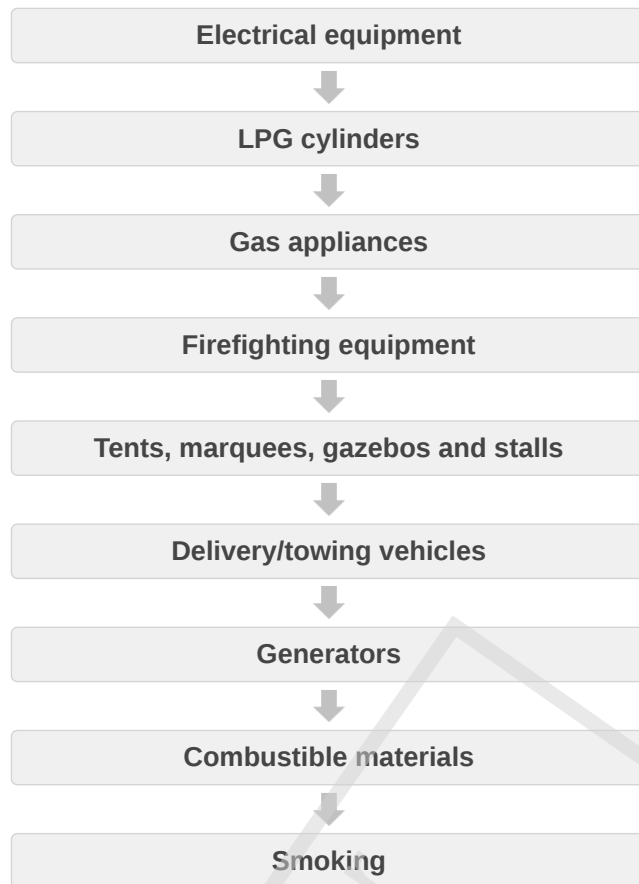 Electrical equipment
LPG cylinders
Gas appliances
Firefighting equipment
Tents, marquees, gazebos and stalls
Delivery/towing vehicles
Generators
Combustible materials
Smoking